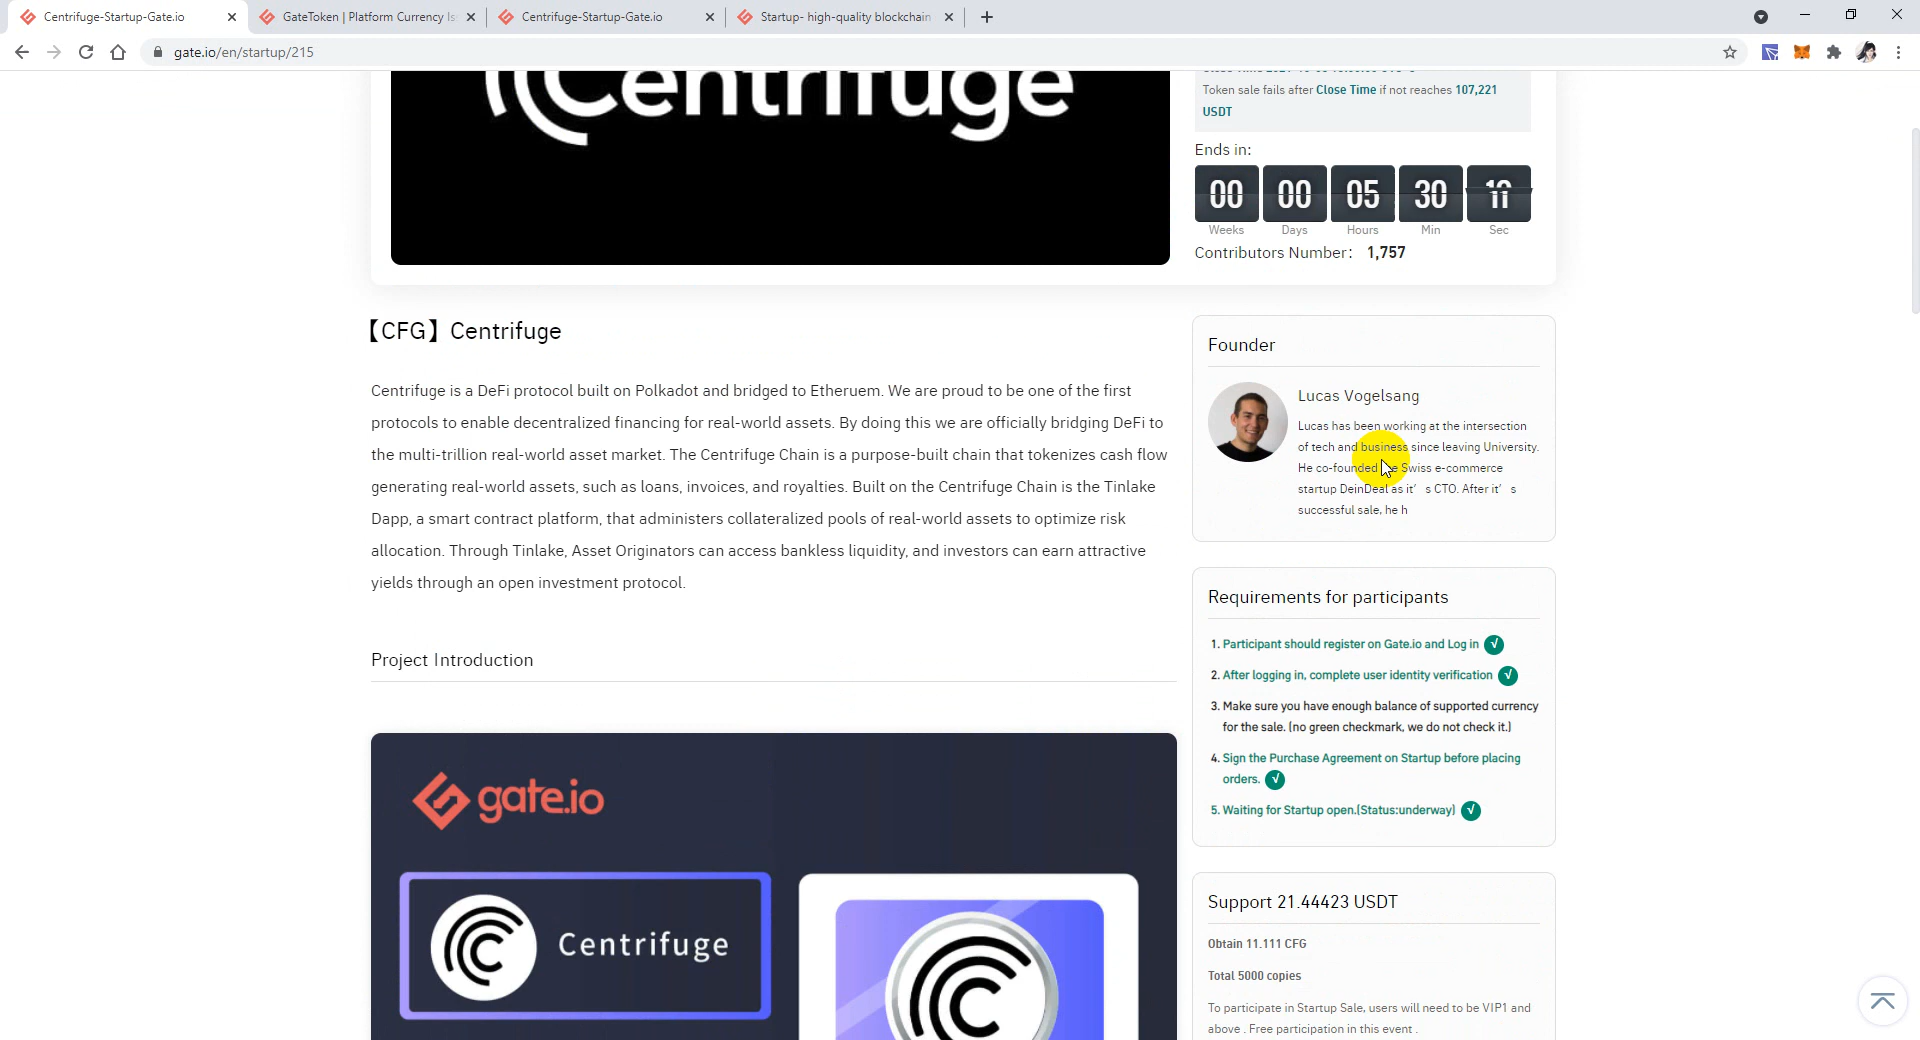 Centrifuge-Startup-Gate.io
GateToken | Platform Currency Is
Centrifuge-Startup-Gate.io
Startup- high-quality blockchain
gate.io/en/startup/215
Centrifuge
Token sale fails after Close Time if not reaches 107,221
USDT
Ends in:
00 00 05 30
Weeks Days Hours Min Sec
Contributors Number: 1,757
【CFG】Centrifuge
Centrifuge is a DeFi protocol built on Polkadot and bridged to Etheruem. We are proud to be one of the first
protocols to enable decentralized financing for real-world assets. By doing this we are officially bridging DeFi to
the multi-trillion real-world asset market. The Centrifuge Chain is a purpose-built chain that tokenizes cash flow
generating real-world assets, such as loans, invoices, and royalties. Built on the Centrifuge Chain is the Tinlake
Dapp, a smart contract platform, that administers collateralized pools of real-world assets to optimize risk
allocation. Through Tinlake, Asset Originators can access bankless liquidity, and investors can earn attractive
yields through an open investment protocol.
Project Introduction
gate.io
Centrifuge
Founder
Lucas Vogelsang
Lucas has been working at the intersection
of tech and business since leaving University.
He co-founded Swiss e-commerce
startup DeinDeal as it’s CTO. After it’s
successful sale, he h
Requirements for participants
1. Participant should register on Gate.io and Log in
2. After logging in, complete user identity verification
3. Make sure you have enough balance of supported currency
for the sale. (no green checkmark, we do not check it.)
4. Sign the Purchase Agreement on Startup before placing
orders.
5. Waiting for Startup open.(Status:underway)
Support 21.44423 USDT
Obtain 11.111 CFG
Total 5000 copies
To participate in Startup Sale, users will need to be VIP1 and
above . Free participation in this event .